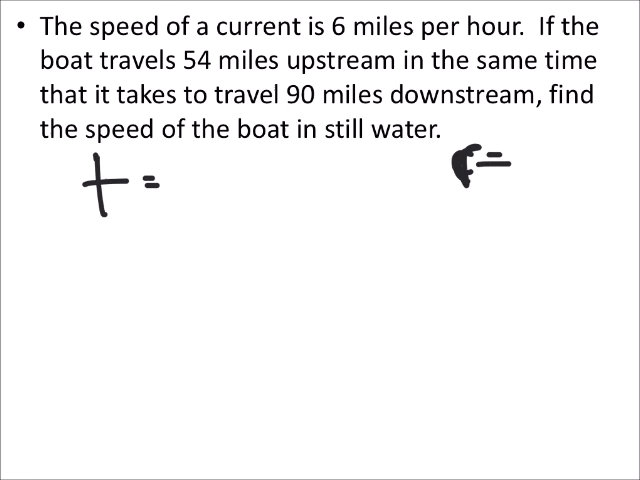 • The speed of a current is 6 miles per hour. If the
boat travels 54 miles upstream in the same time
that it takes to travel 90 miles downstream, find
the speed of the boat in still water.
t =